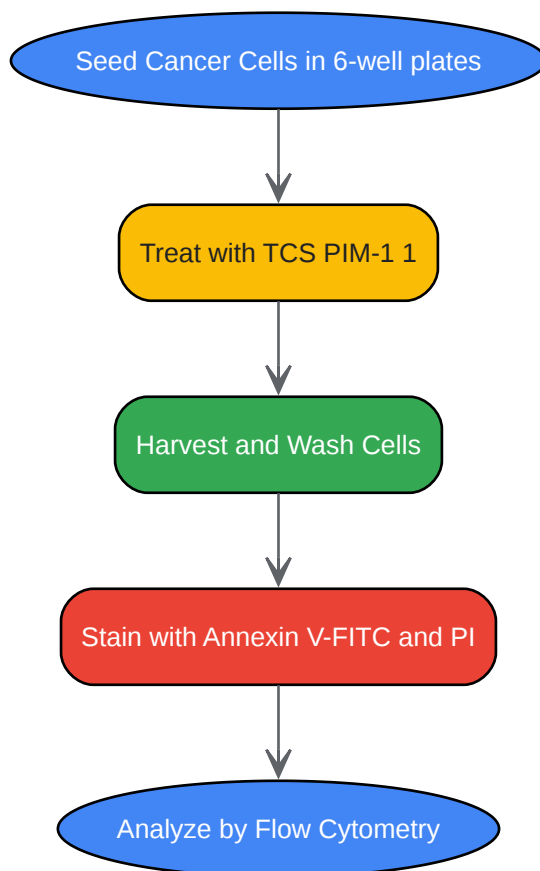 Seed Cancer Cells in 6-well plates
Treat with TCS PIM-1 1
Harvest and Wash Cells
Stain with Annexin V-FITC and PI
Analyze by Flow Cytometry